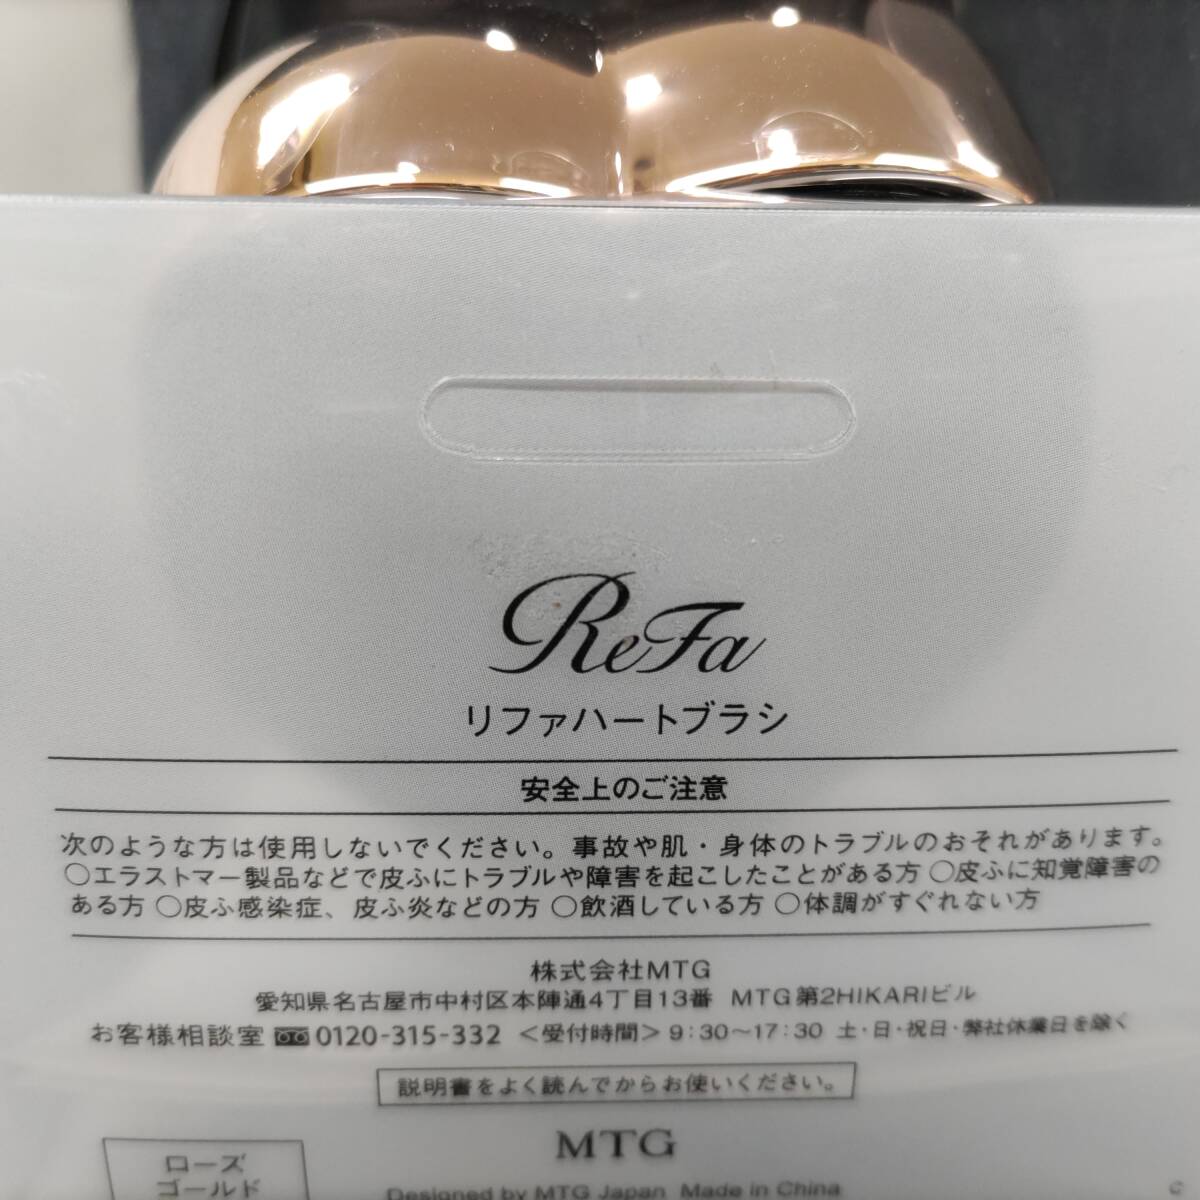 ReFa
リファハートブラシ
安全上のご注意
次のような方は使用しないでください。事故や肌・身体のトラブルのおそれがあります。
○エラストマー製品などで皮ふにトラブルや障害を起こしたことがある方 ○皮ふに知覚障害の
ある方 ○皮ふ感染症、皮ふ炎などの方 ○飲酒している方 ○体調がすぐれない方
株式会社MTG
愛知県名古屋市中村区本陣通4丁目13番 MTG第2HIKARIビル
お客様相談室 0120-315-332 <受付時間> 9:30〜17:30 土・日・祝日・弊社休業日を除く
説明書をよく読んでからお使いください。
MTG
ローズ
ゴールド
Designed by MTG Japan Made in China